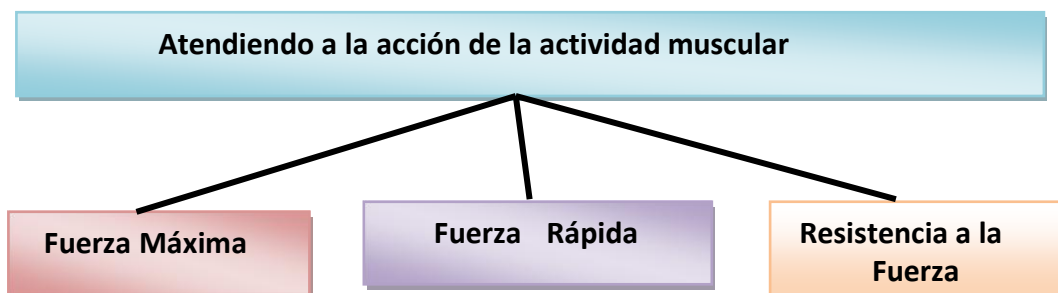 Atendiendo a la acción de la actividad muscular
Fuerza Máxima
Fuerza Rápida
Resistencia a la
Fuerza